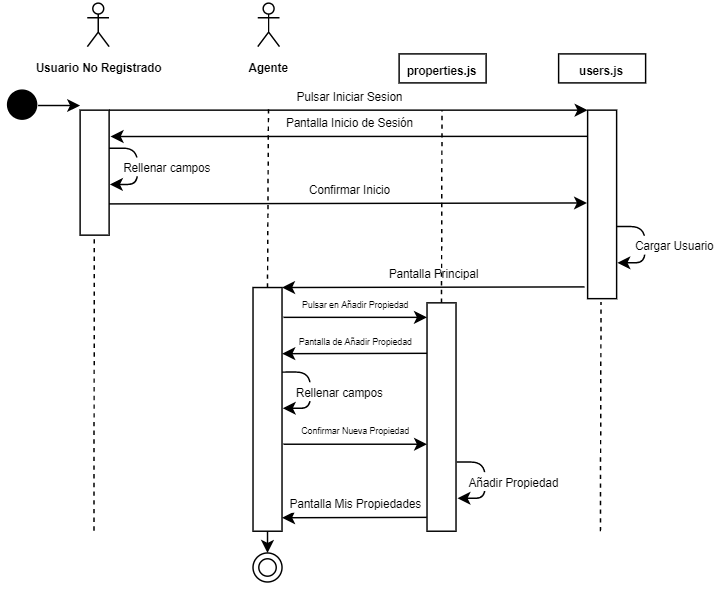 Usuario No Registrado
Agente
properties.js
users.js
Pulsar Iniciar Sesion
Pantalla Inicio de Sesión
Rellenar campos
Confirmar Inicio
Cargar Usuario
Pantalla Principal
Pulsar en Añadir Propiedad
Pantalla de Añadir Propiedad
Rellenar campos
Confirmar Nueva Propiedad
Añadir Propiedad
Pantalla Mis Propiedades